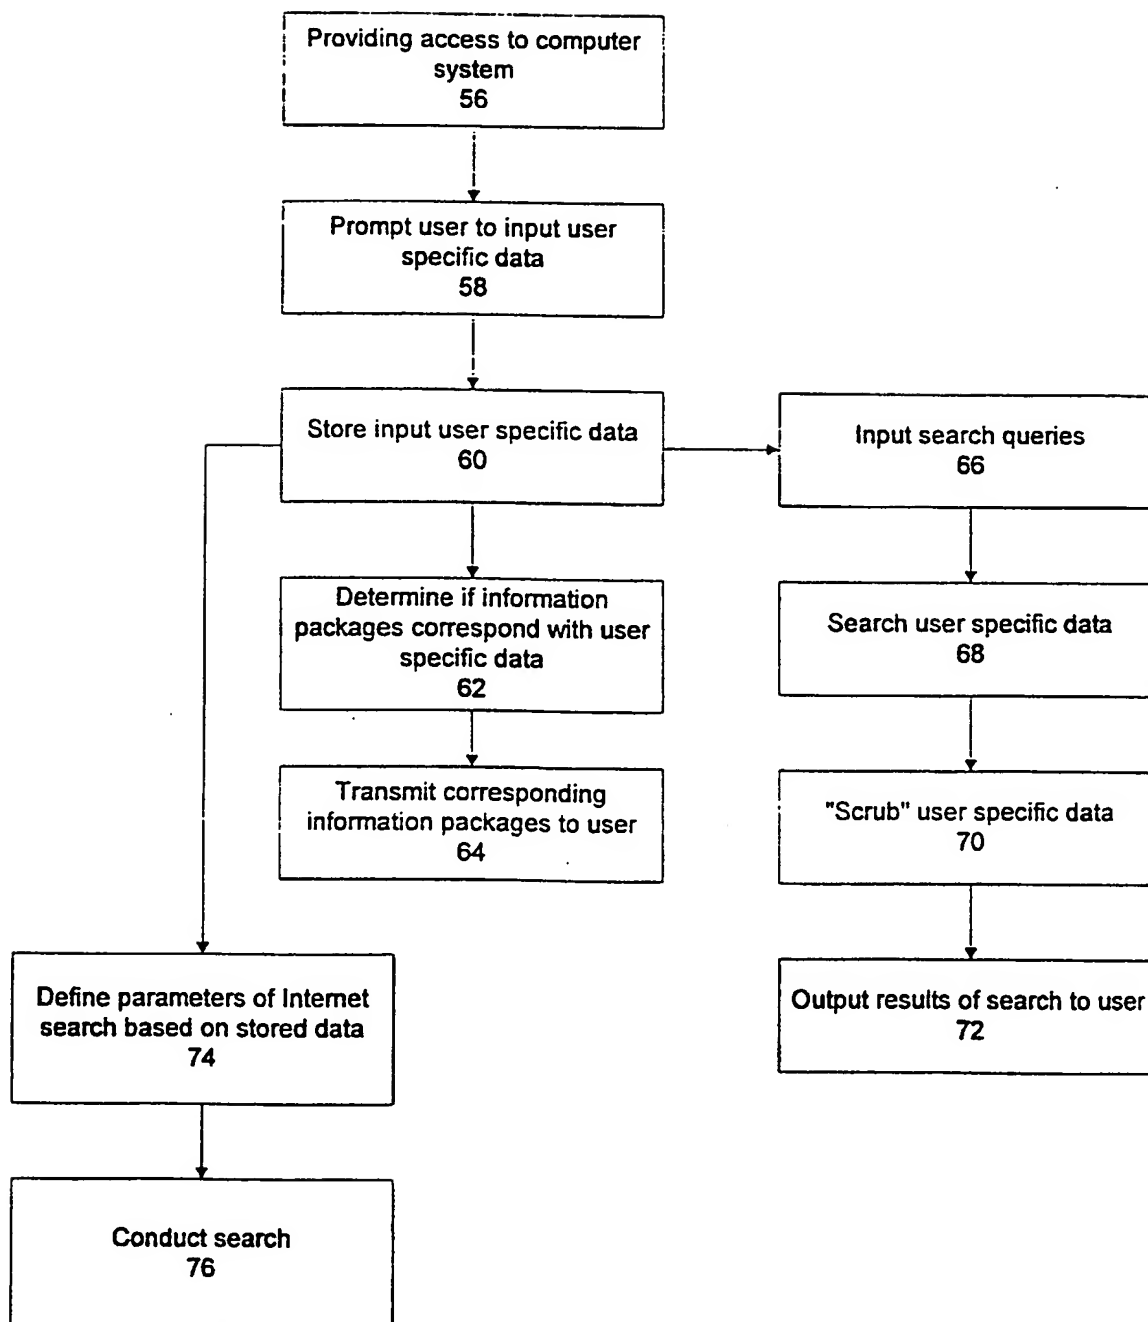 Providing access to computer
system
56
Prompt user to input user
specific data
58
Store input user specific data
60
Input search queries
66
Determine if information
packages correspond with user
specific data
62
Search user specific data
68
Transmit corresponding
information packages to user
64
"Scrub" user specific data
70
Define parameters of Internet
search based on stored data
74
Output results of search to user
72
Conduct search
76